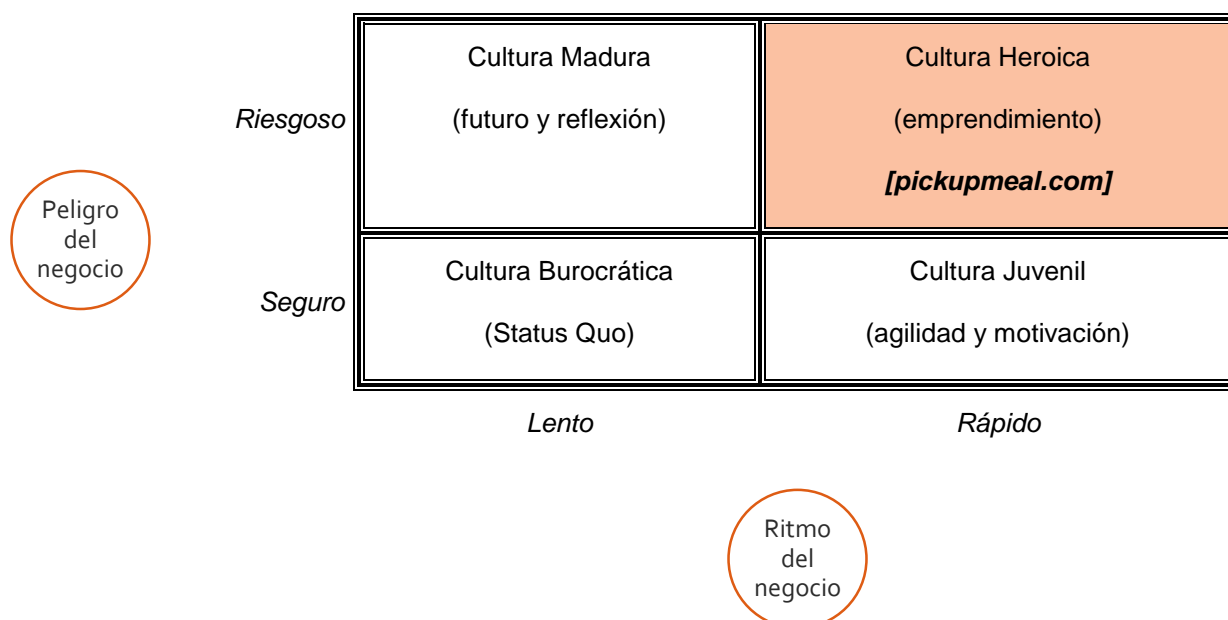 Cultura Madura
(futuro y reflexión)
Cultura Heroica
(emprendimiento)
[pickupmeal.com]
Riesgoso
Peligro
del
negocio
Cultura Burocrática
(Status Quo)
Cultura Juvenil
(agilidad y motivación)
Seguro
Lento
Rápido
Ritmo
del
negocio